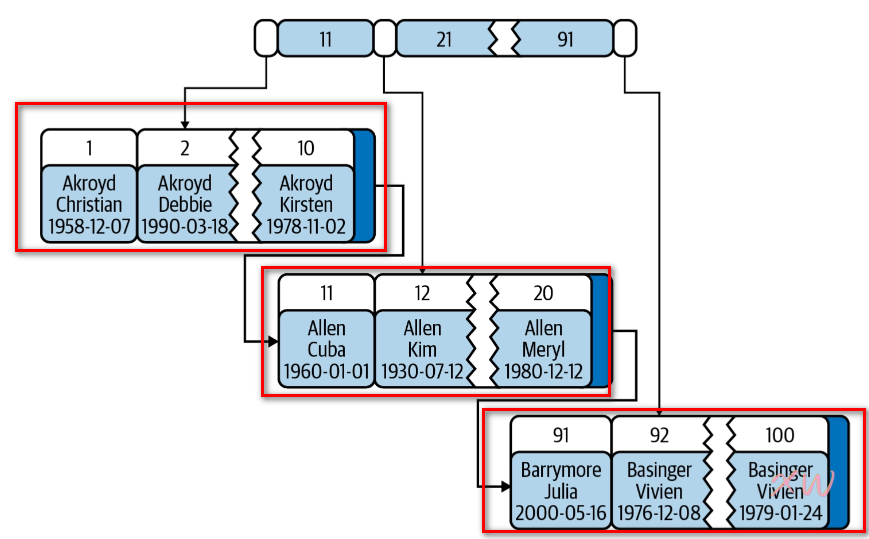 11 21 91
1 2 10
Akroyd Akroyd Akroyd
Christian Debbie Kirsten
1958-12-07 1990-03-18 1978-11-02
11 12 20
Allen Allen Allen
Cuba Kim Meryl
1960-01-01 1930-07-12 1980-12-12
91 92 100
Barrymore Basinger Basinger
Julia Vivien Vivien
2000-05-16 1976-12-08 1979-01-24